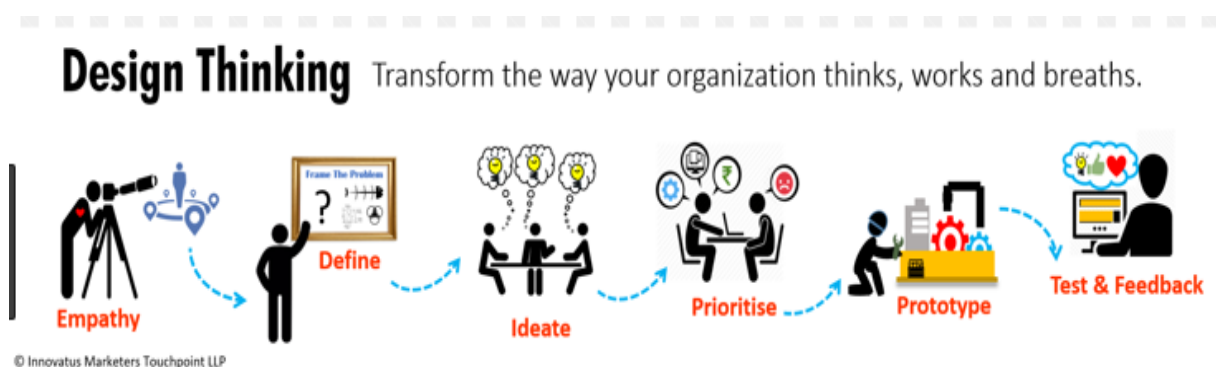 Design Thinking Transform the way your organization thinks, works and breaths.
Frame The Problem
?
Empathy
Define
Ideate
Prioritise
₹
Prototype
Test & Feedback
© Innovatus Marketers Touchpoint LLP